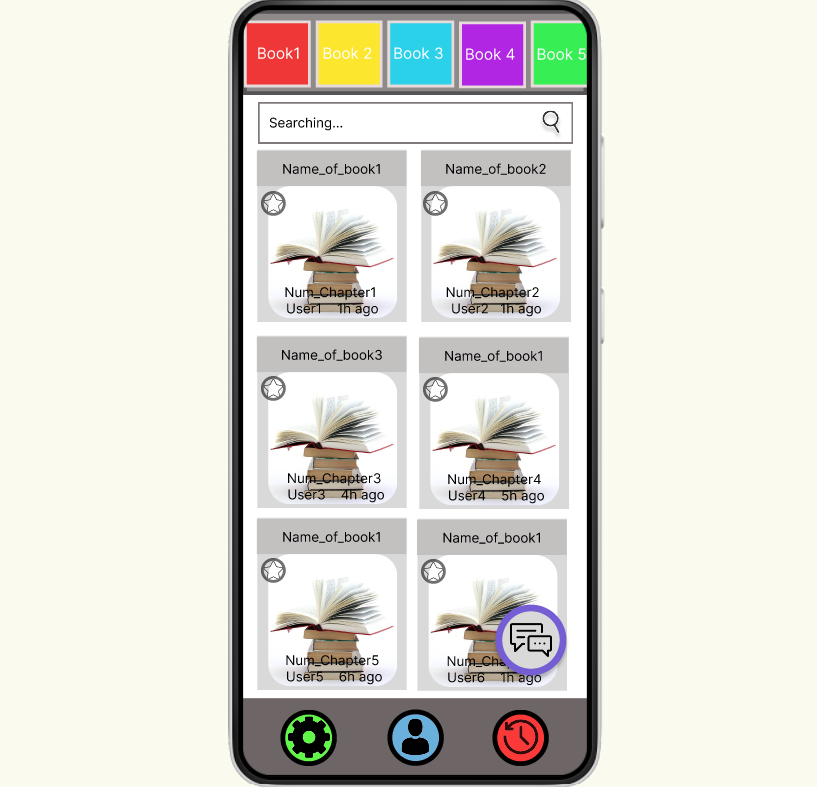 Book1 Book 2 Book 3 Book 4 Book 5
Searching...
Name_of_book1 Name_of_book2
Num_Chapter1 Num_Chapter2
User1 1h ago User2 1h ago
Name_of_book3 Name_of_book1
Num_Chapter3 Num_Chapter4
User3 4h ago User4 5h ago
Name_of_book1 Name_of_book1
Num_Chapter5
User5 6h ago User6 1h ago